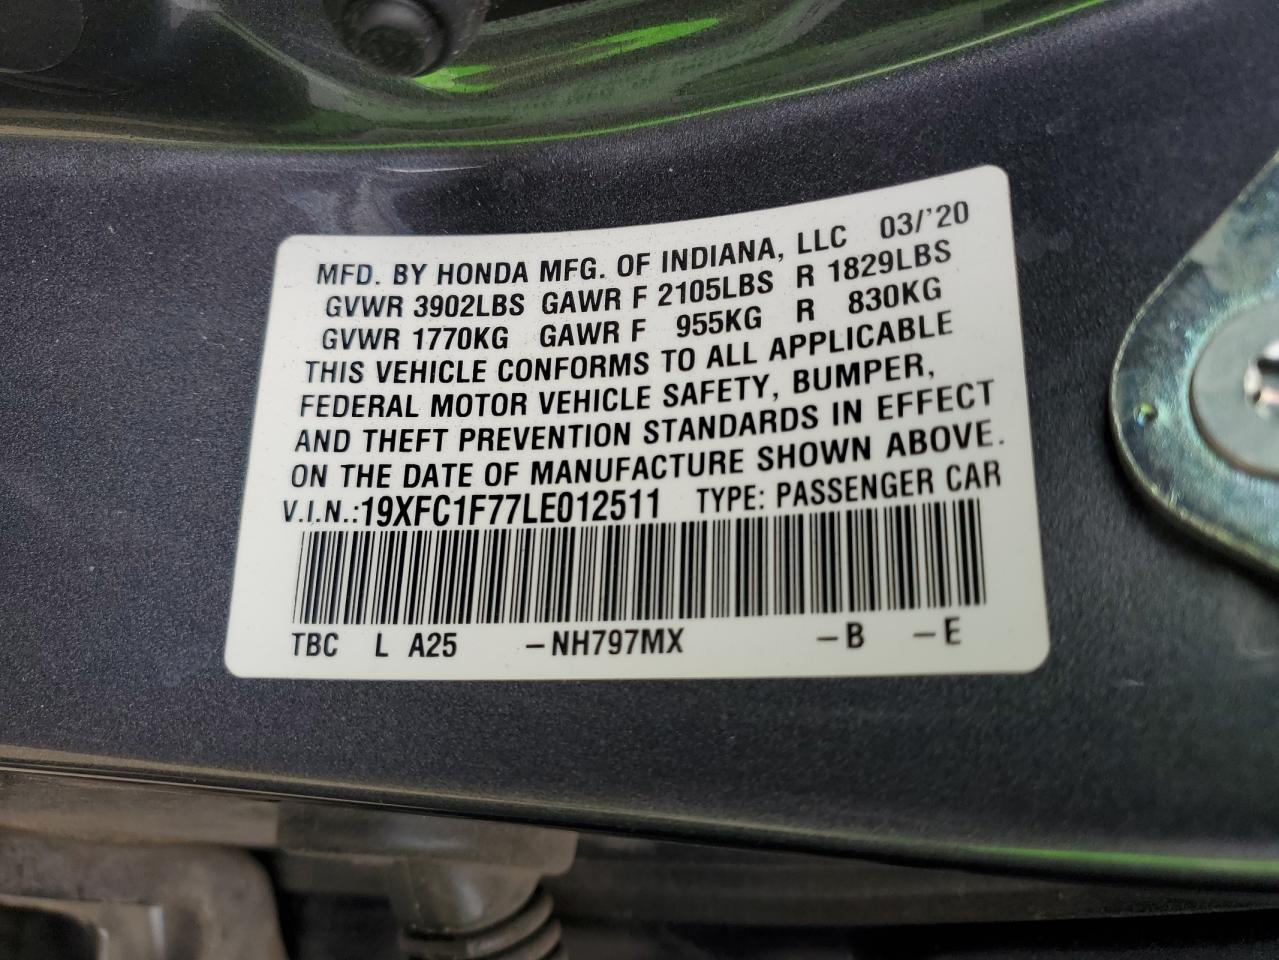 MFD. BY HONDA MFG. OF INDIANA, LLC 03/'20
GVWR 3902LBS GAWR F 2105LBS R 1829LBS
GVWR 1770KG GAWR F 955KG R 830KG
THIS VEHICLE CONFORMS TO ALL APPLICABLE
FEDERAL MOTOR VEHICLE SAFETY, BUMPER,
AND THEFT PREVENTION STANDARDS IN EFFECT
ON THE DATE OF MANUFACTURE SHOWN ABOVE.
V.I.N.:19XFC1F77LE012511 TYPE: PASSENGER CAR
TBC L A25 -NH797MX -B -E